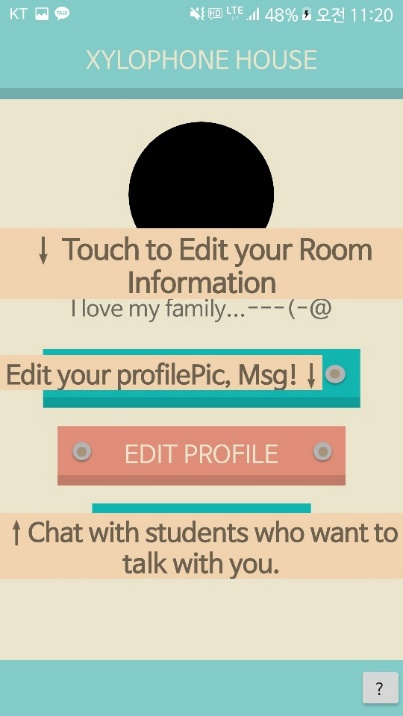 KT 48% 오전 11:20
XYLOPHONE HOUSE
↓ Touch to Edit your Room
Information
I love my family...---(-@
Edit your profilePic, Msg! ↓
EDIT PROFILE
↑ Chat with students who want to
talk with you.
?